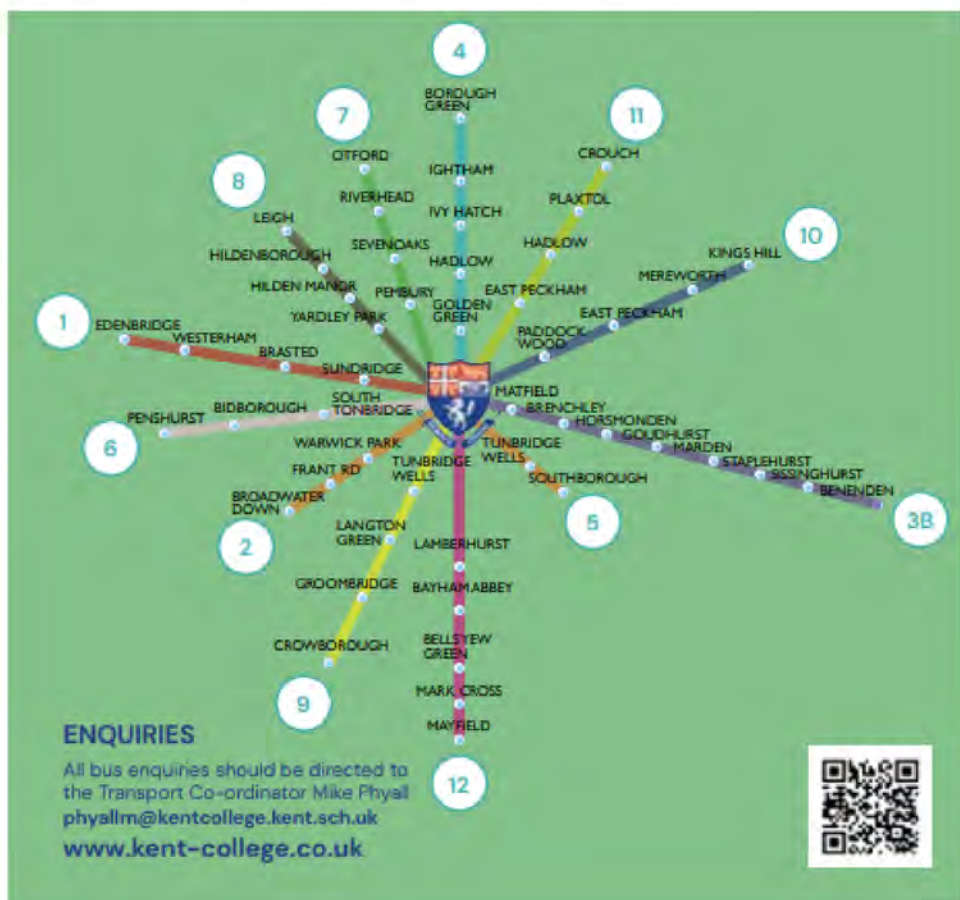 4
BOROUGH
GREEN
7
11
OTFORD
CROUCH
IGHTHAM
8
RIVERHEAD
PLAXTOL
LEIGH
IVY HATCH
10
SEVENOAKS
HADLOW
KINGS HILL
HILDENBOROUGH
HADLOW
MEREWORTH
HILDEN MANOR
PEMBURY
EAST PECKHAM
GOLDEN
GREEN
EAST PECKHAM
YARDLEY PARK
1
EDENBRIDGE
PADDOCK
WOOD
WESTERHAM
BRASTED
SUNDRIDGE
MATFIELD
SOUTH
TONBRIDGE
BIDBOROUGH
BRENCHLEY
PENSHURST
HORSMONDEN
6
GOUDHURST
WARWICK PARK
TUNBRIDGE
WELLS
MARDEN
FRANT RD
TUNBRIDGE
WELLS
STAPLEHURST
SISSINGHURST
SOUTHBOROUGH
BENENDEN
BROADWATER
DOWN
2
5
3B
LANGTON
GREEN
LAMBERHURST
GROOMBRIDGE
BAYHAM ABBEY
CROWBOROUGH
BELLS YEW
GREEN
9
MARK CROSS
MAYFIELD
12
ENQUIRIES
All bus enquiries should be directed to
the Transport Co-ordinator Mike Phyall
phyallm@kentcollege.kent.sch.uk
www.kent-college.co.uk